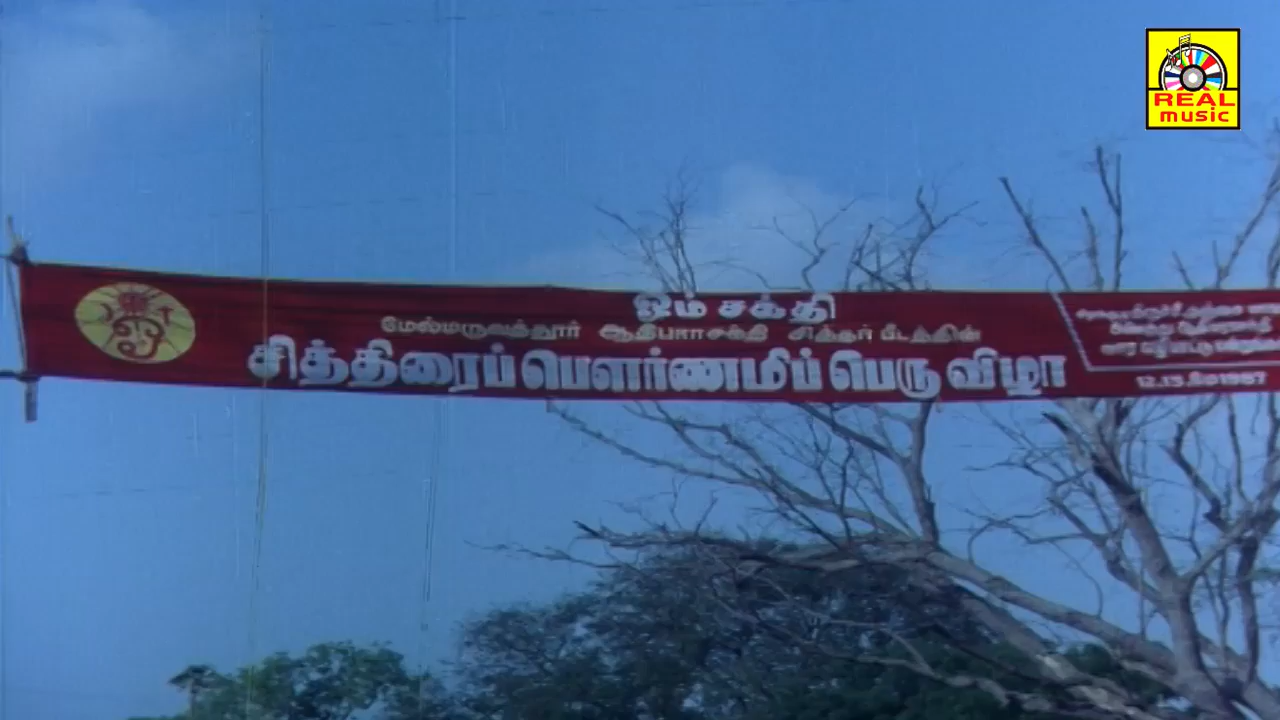 ஓம் சக்தி
மேல்மருவத்தூர் ஆதிபராசக்தி சித்தர் பீடத்தின்
சித்திரைப் பௌர்ணமிப் பெரு விழா
REAL
music